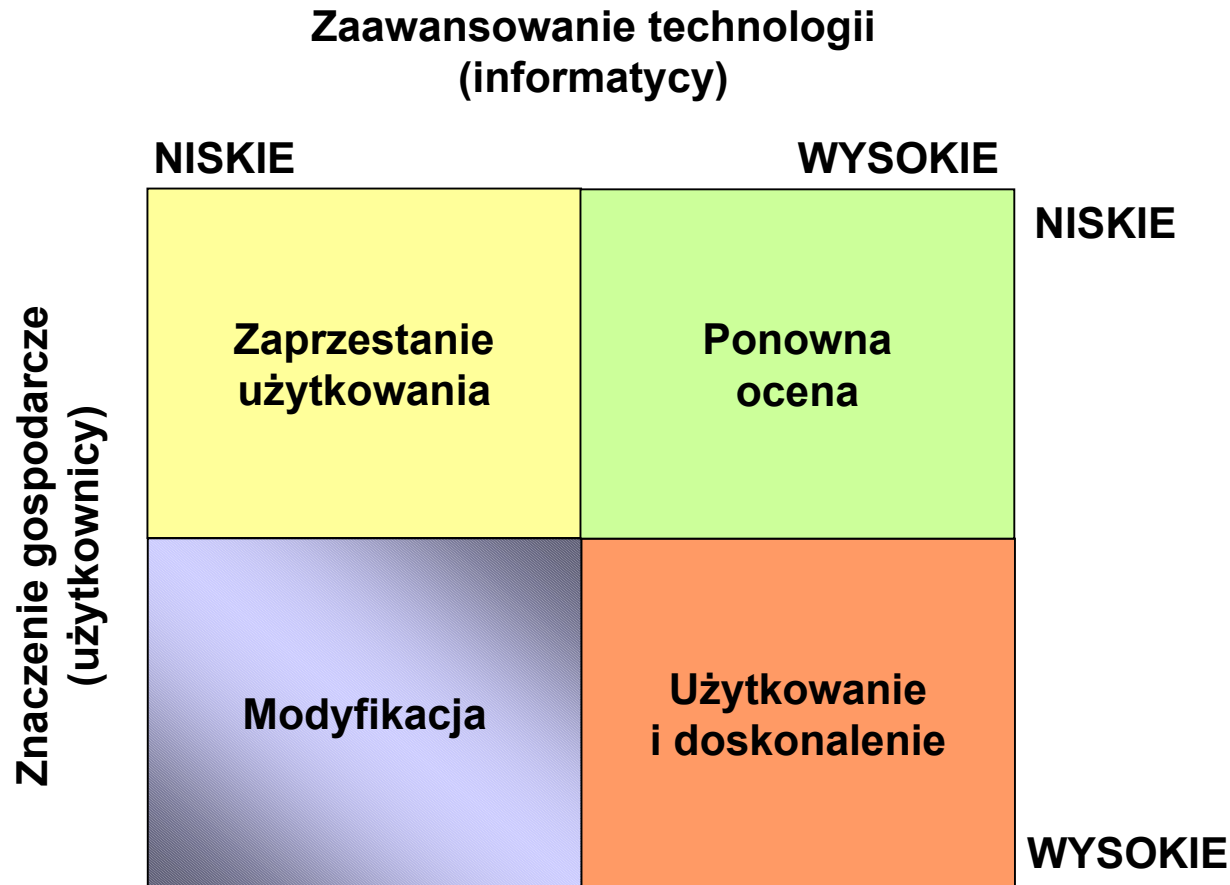 Zaawansowanie technologii
(informatycy)
NISKIE
WYSOKIE
NISKIE
Znaczenie gospodarcze
(użytkownicy)
Zaprzestanie
użytkowania
Ponowna
ocena
Modyfikacja
Użytkowanie
i doskonalenie
WYSOKIE